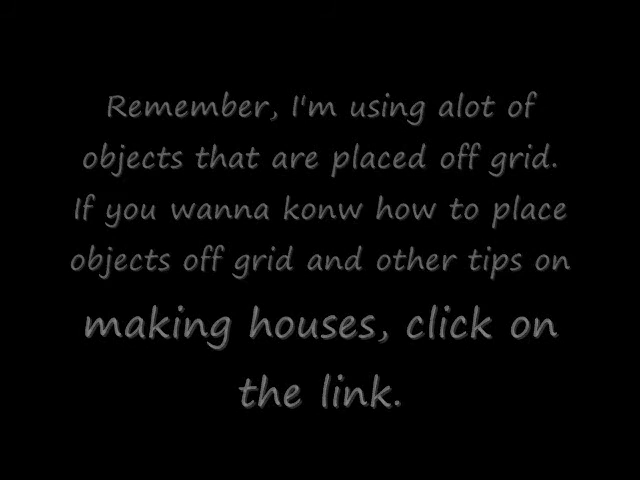 Remember, I'm using alot of
objects that are placed off grid.
If you wanna konw how to place
objects off grid and other tips on
making houses, click on
the link.